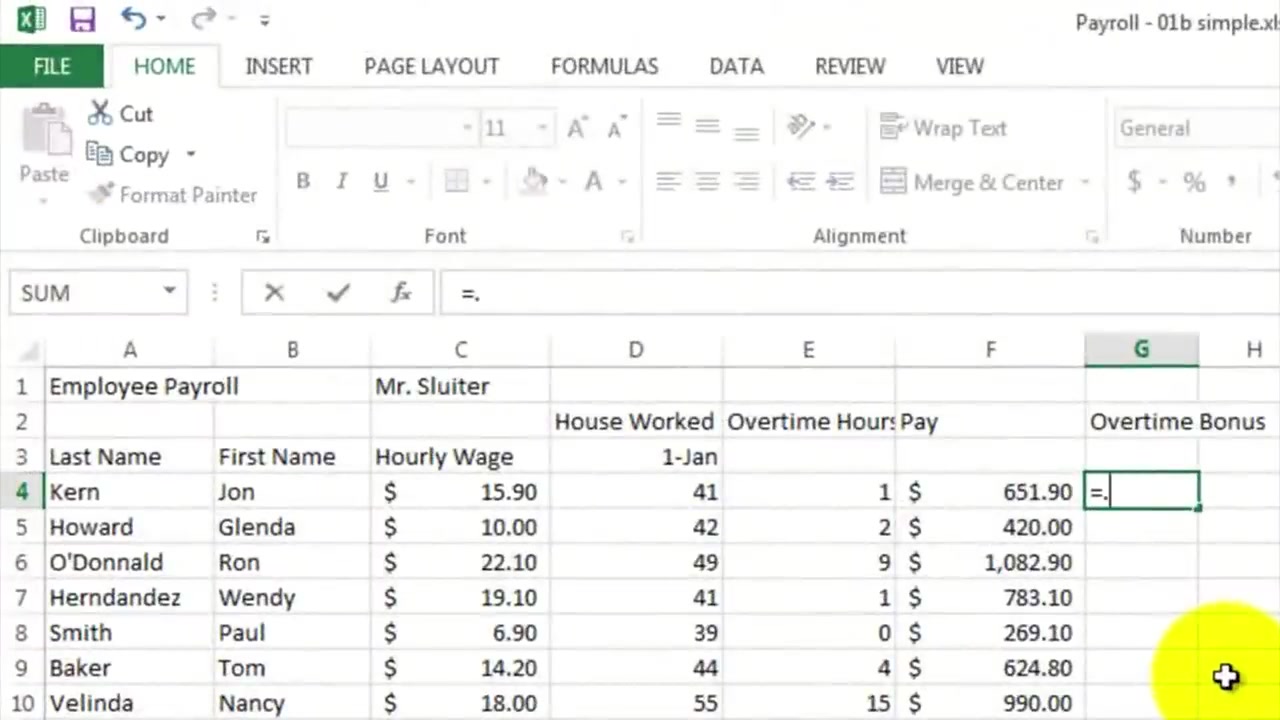 Payroll - 01b simple.xl
FILE HOME INSERT PAGE LAYOUT FORMULAS DATA REVIEW VIEW
Cut
Copy
Paste
Format Painter
11 A A
Wrap Text
General
B I U A
Merge & Center
$ % ,
Clipboard Font Alignment Number
SUM fx =.
A B C D E F G H
1 Employee Payroll Mr. Sluiter
2 House Worked Overtime Hours Pay Overtime Bonus
3 Last Name First Name Hourly Wage 1-Jan
4 Kern Jon $ 15.90 41 1 $ 651.90 =.
5 Howard Glenda $ 10.00 42 2 $ 420.00
6 O'Donnald Ron $ 22.10 49 9 $ 1,082.90
7 Herndandez Wendy $ 19.10 41 1 $ 783.10
8 Smith Paul $ 6.90 39 0 $ 269.10
9 Baker Tom $ 14.20 44 4 $ 624.80
10 Velinda Nancy $ 18.00 55 15 $ 990.00